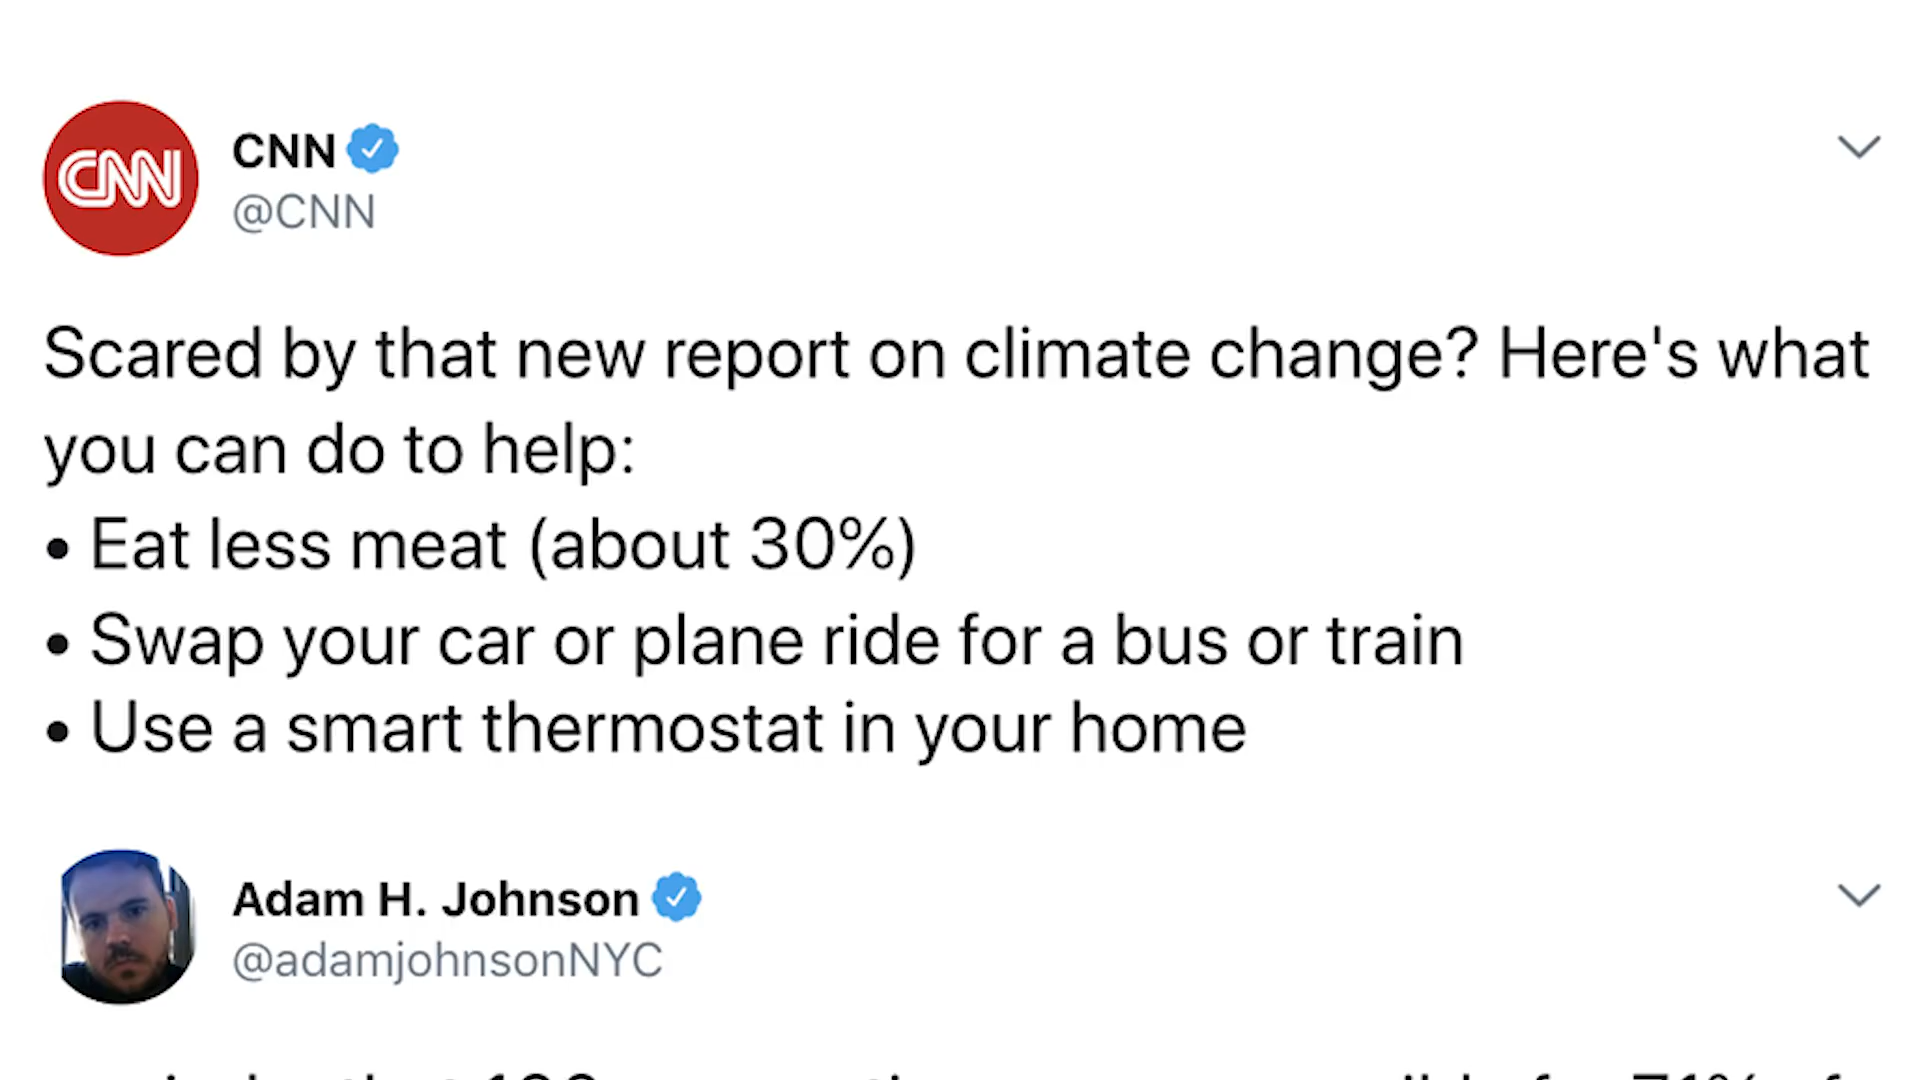 CNN
CNN
@CNN
Scared by that new report on climate change? Here's what
you can do to help:
• Eat less meat (about 30%)
• Swap your car or plane ride for a bus or train
• Use a smart thermostat in your home
Adam H. Johnson
@adamjohnsonNYC